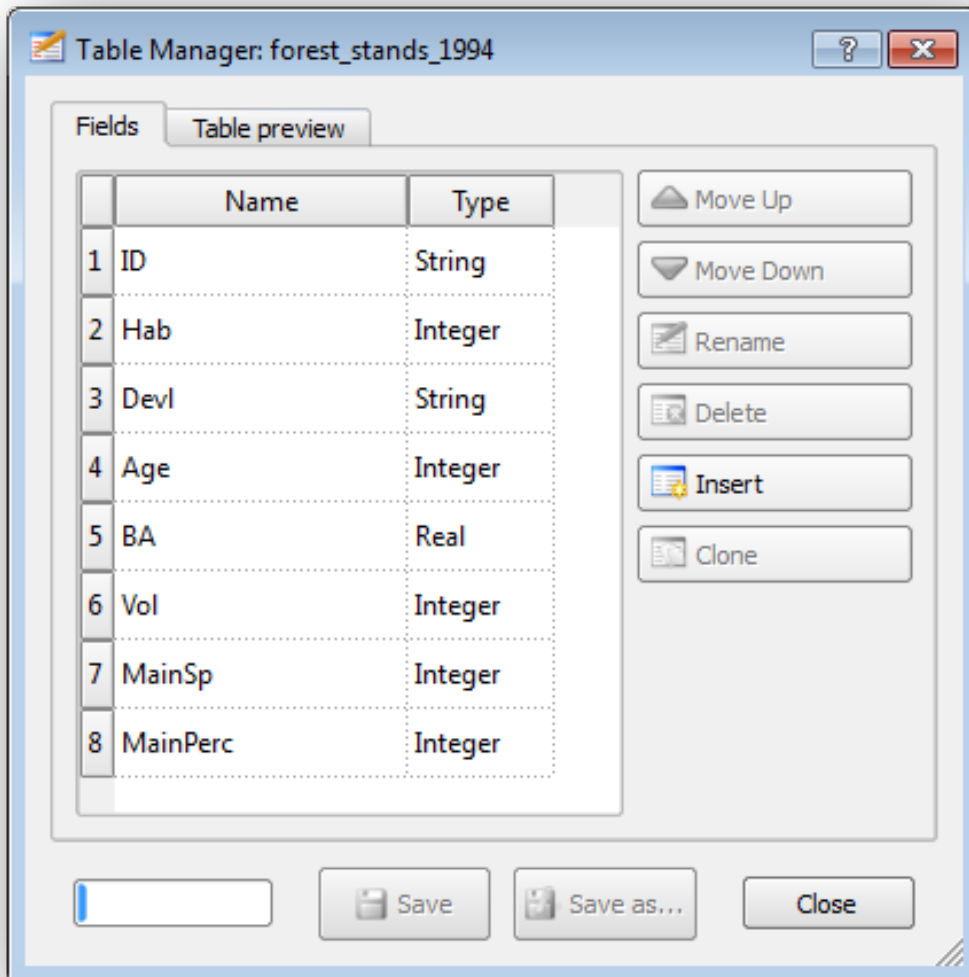 Table Manager: forest_stands_1994 ?
Fields Table preview
Name Type
1 ID String
2 Hab Integer
3 Devl String
4 Age Integer
5 BA Real
6 Vol Integer
7 MainSp Integer
8 MainPerc Integer
Move Up
Move Down
Rename
Delete
Insert
Clone
Save Save as... Close